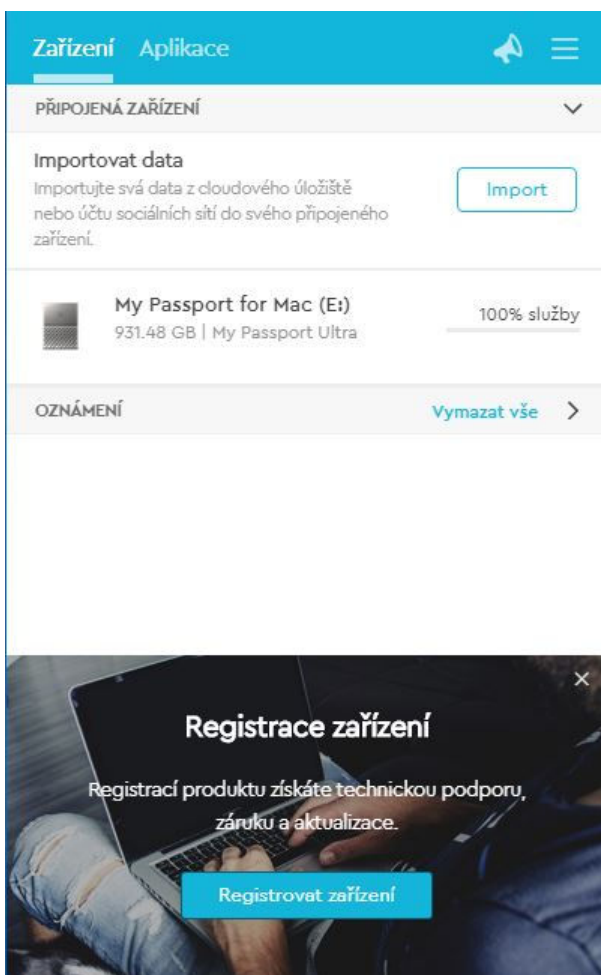 Zařízení Aplikace
PŘIPOJENÁ ZAŘÍZENÍ
Importovat data
Importujte svá data z cloudového úložiště
nebo účtu sociálních sítí do svého připojeného
zařízení.
Import
My Passport for Mac (E:)
931.48 GB | My Passport Ultra
100% služby
OZNÁMENÍ
Vymazat vše
Registrace zařízení
Registrací produktu získáte technickou podporu,
záruku a aktualizace.
Registrovat zařízení